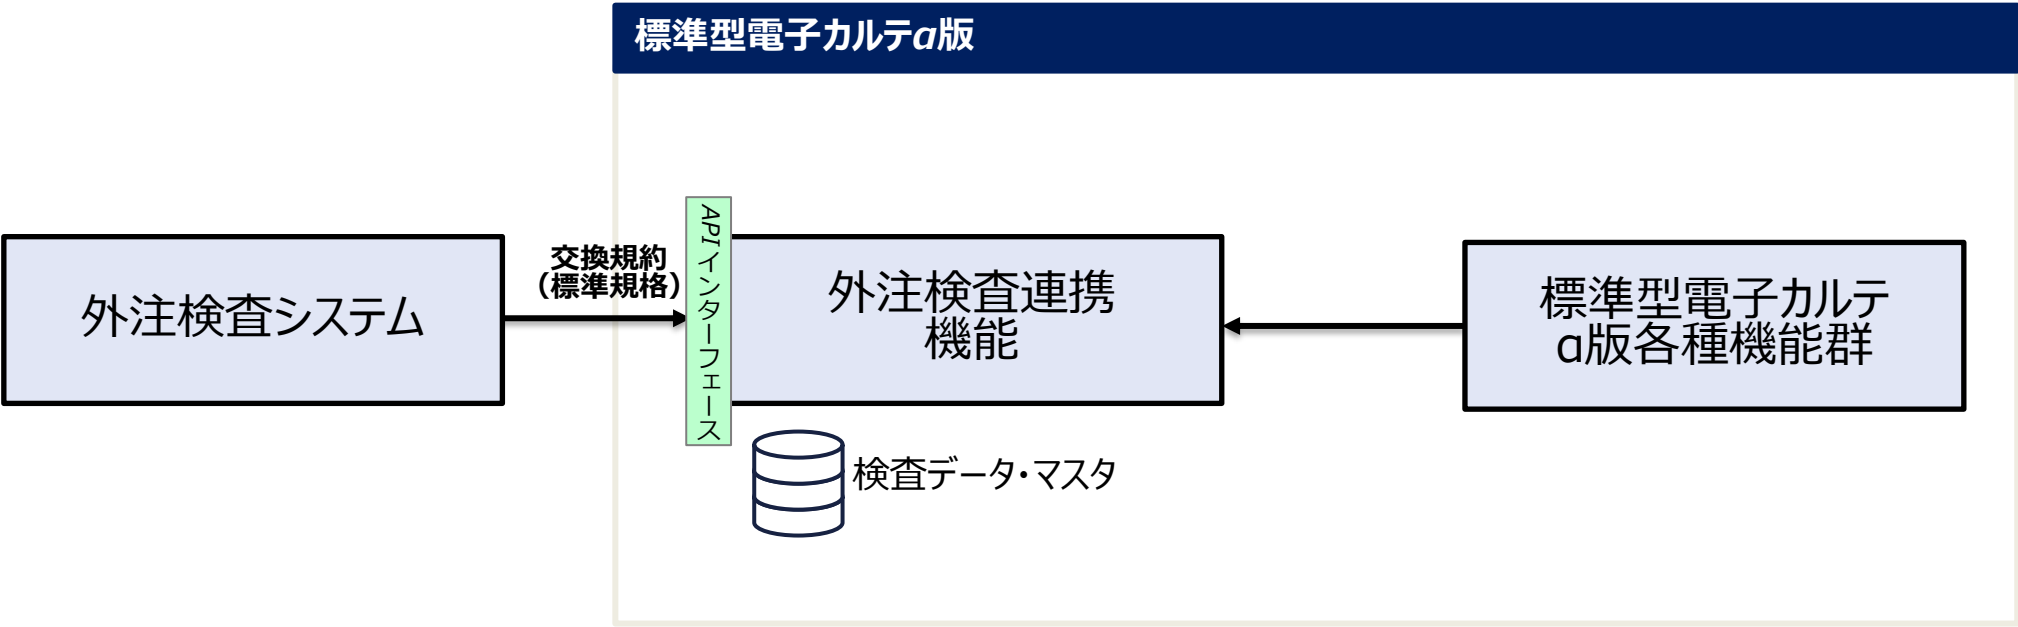 標準型電子カルテα版
外注検査システム
交換規約
（標準規格）
APIインターフェース
外注検査連携
機能
検査データ・マスタ
標準型電子カルテ
α版各種機能群